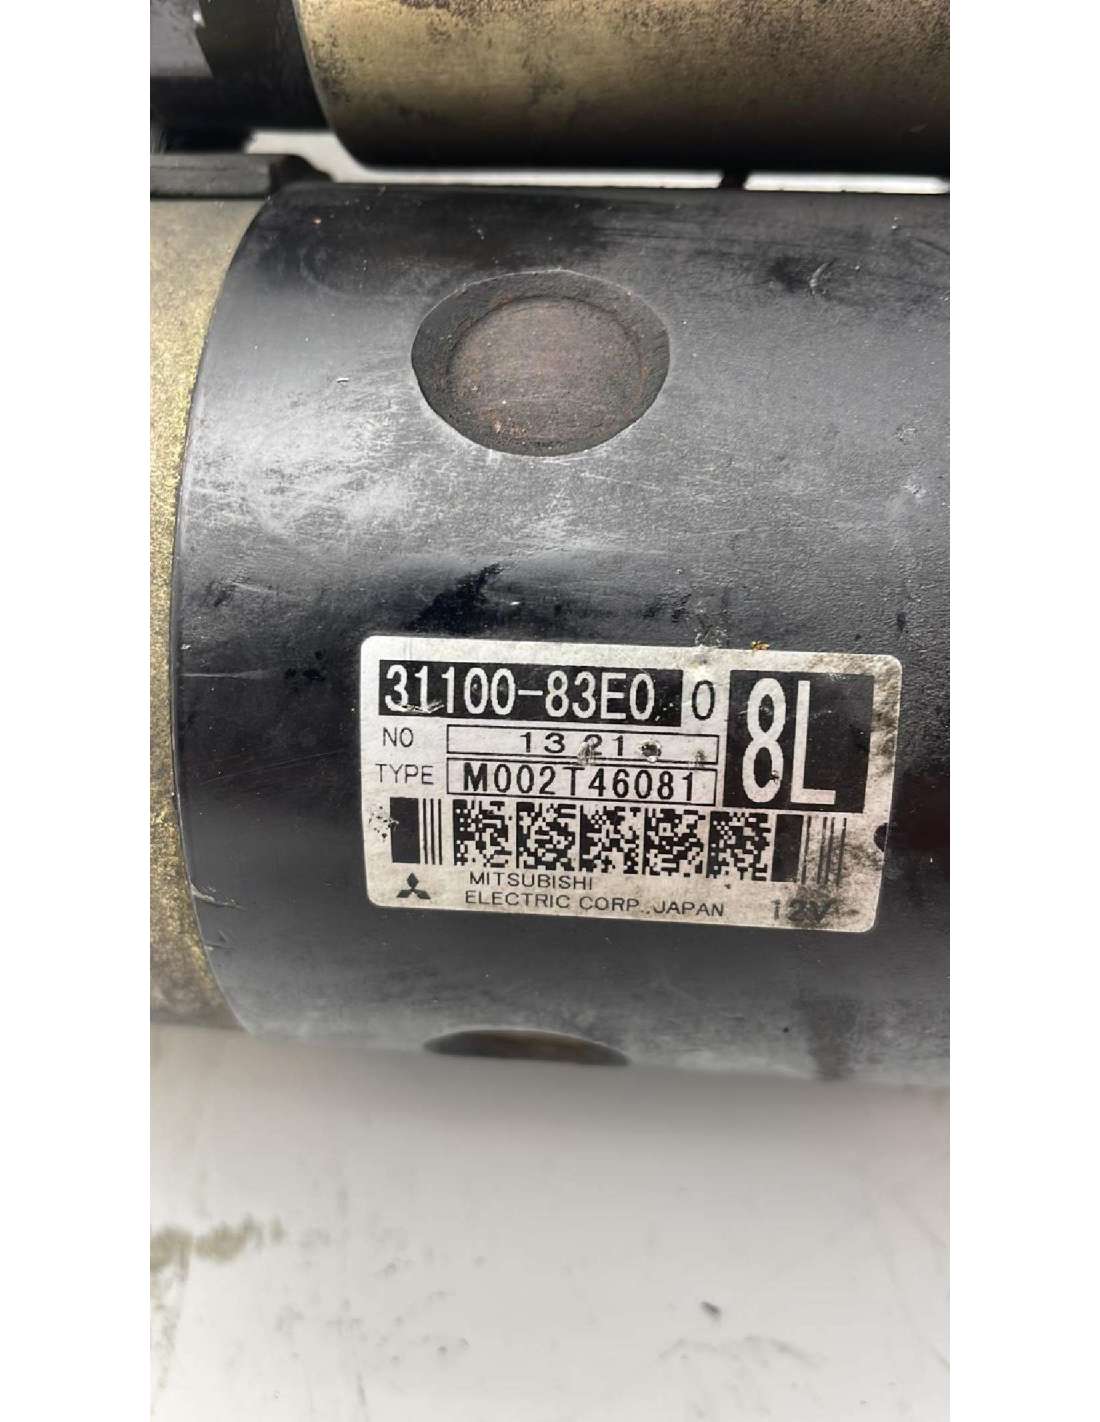 31100-83E0 0 8L
NO 1321
TYPE M002T46081
MITSUBISHI
ELECTRIC CORP. JAPAN 12V